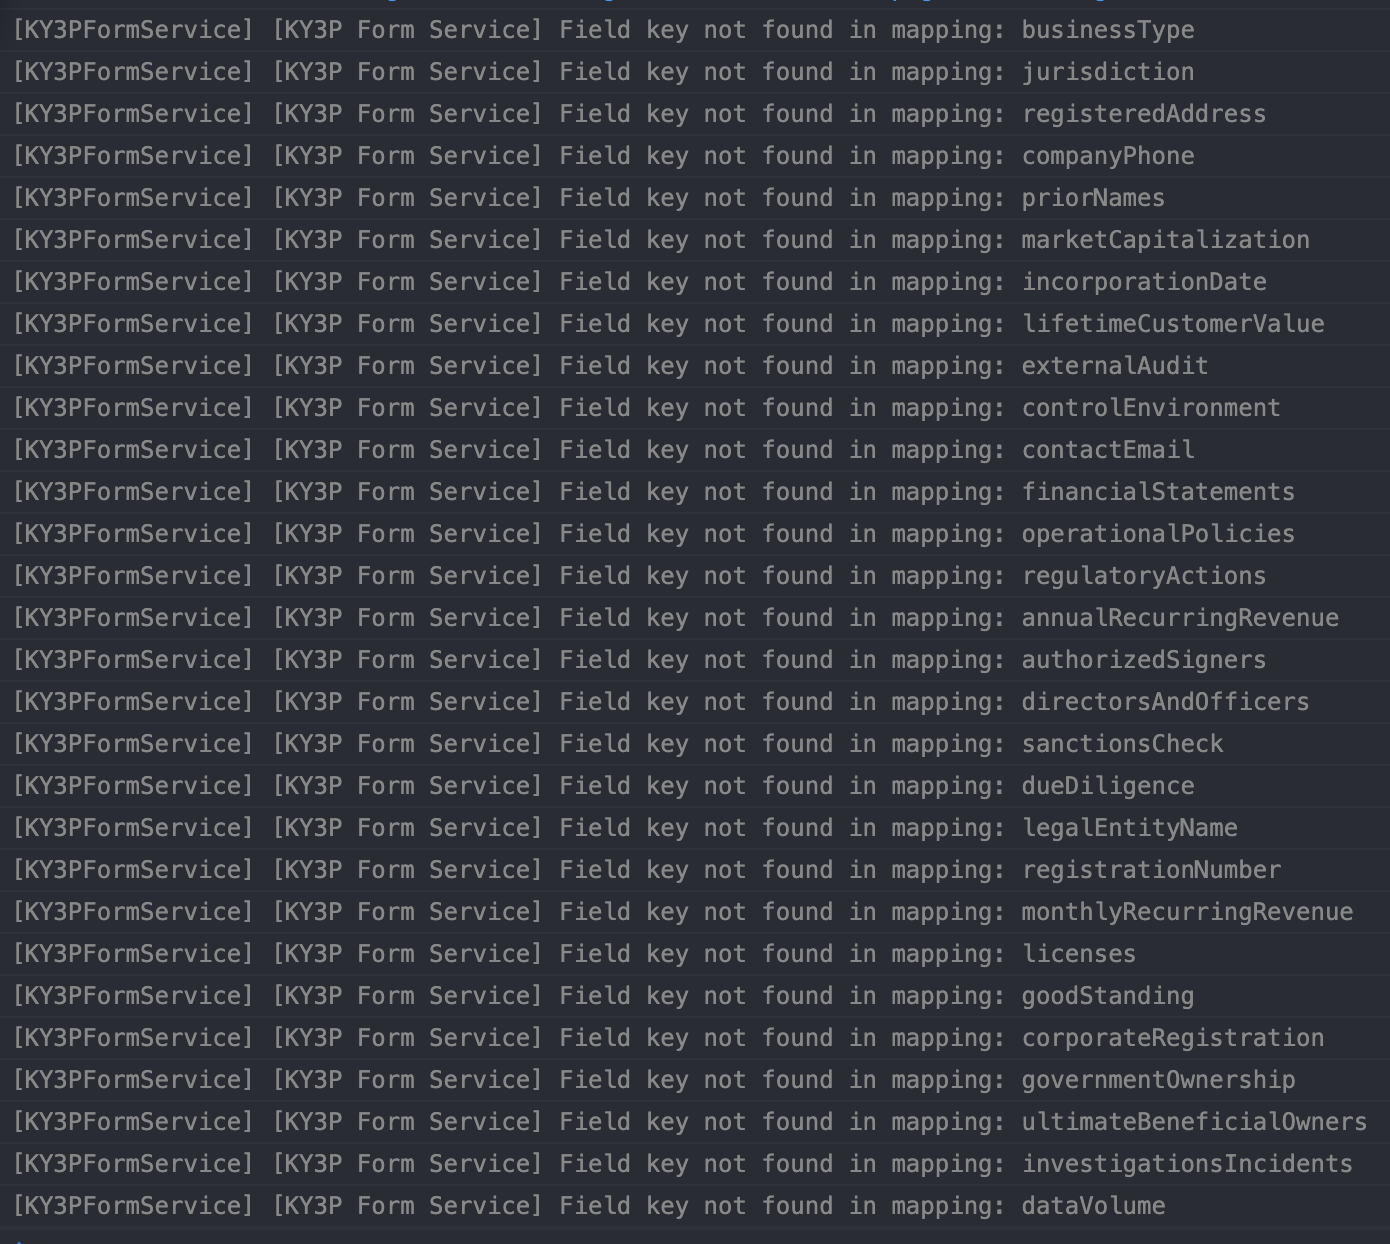 [KY3PFormService] [KY3P Form Service] Field key not found in mapping: businessType
[KY3PFormService] [KY3P Form Service] Field key not found in mapping: jurisdiction
[KY3PFormService] [KY3P Form Service] Field key not found in mapping: registeredAddress
[KY3PFormService] [KY3P Form Service] Field key not found in mapping: companyPhone
[KY3PFormService] [KY3P Form Service] Field key not found in mapping: priorNames
[KY3PFormService] [KY3P Form Service] Field key not found in mapping: marketCapitalization
[KY3PFormService] [KY3P Form Service] Field key not found in mapping: incorporationDate
[KY3PFormService] [KY3P Form Service] Field key not found in mapping: lifetimeCustomerValue
[KY3PFormService] [KY3P Form Service] Field key not found in mapping: externalAudit
[KY3PFormService] [KY3P Form Service] Field key not found in mapping: controlEnvironment
[KY3PFormService] [KY3P Form Service] Field key not found in mapping: contactEmail
[KY3PFormService] [KY3P Form Service] Field key not found in mapping: financialStatements
[KY3PFormService] [KY3P Form Service] Field key not found in mapping: operationalPolicies
[KY3PFormService] [KY3P Form Service] Field key not found in mapping: regulatoryActions
[KY3PFormService] [KY3P Form Service] Field key not found in mapping: annualRecurringRevenue
[KY3PFormService] [KY3P Form Service] Field key not found in mapping: authorizedSigners
[KY3PFormService] [KY3P Form Service] Field key not found in mapping: directorsAndOfficers
[KY3PFormService] [KY3P Form Service] Field key not found in mapping: sanctionsCheck
[KY3PFormService] [KY3P Form Service] Field key not found in mapping: dueDiligence
[KY3PFormService] [KY3P Form Service] Field key not found in mapping: legalEntityName
[KY3PFormService] [KY3P Form Service] Field key not found in mapping: registrationNumber
[KY3PFormService] [KY3P Form Service] Field key not found in mapping: monthlyRecurringRevenue
[KY3PFormService] [KY3P Form Service] Field key not found in mapping: licenses
[KY3PFormService] [KY3P Form Service] Field key not found in mapping: goodStanding
[KY3PFormService] [KY3P Form Service] Field key not found in mapping: corporateRegistration
[KY3PFormService] [KY3P Form Service] Field key not found in mapping: governmentOwnership
[KY3PFormService] [KY3P Form Service] Field key not found in mapping: ultimateBeneficialOwners
[KY3PFormService] [KY3P Form Service] Field key not found in mapping: investigationsIncidents
[KY3PFormService] [KY3P Form Service] Field key not found in mapping: dataVolume